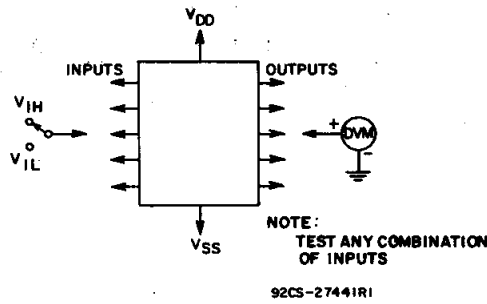 VDD
INPUTS
OUTPUTS
VIH
VIL
+
DVM
-
VSS
NOTE:
TEST ANY COMBINATION
OF INPUTS
92CS-27441R1